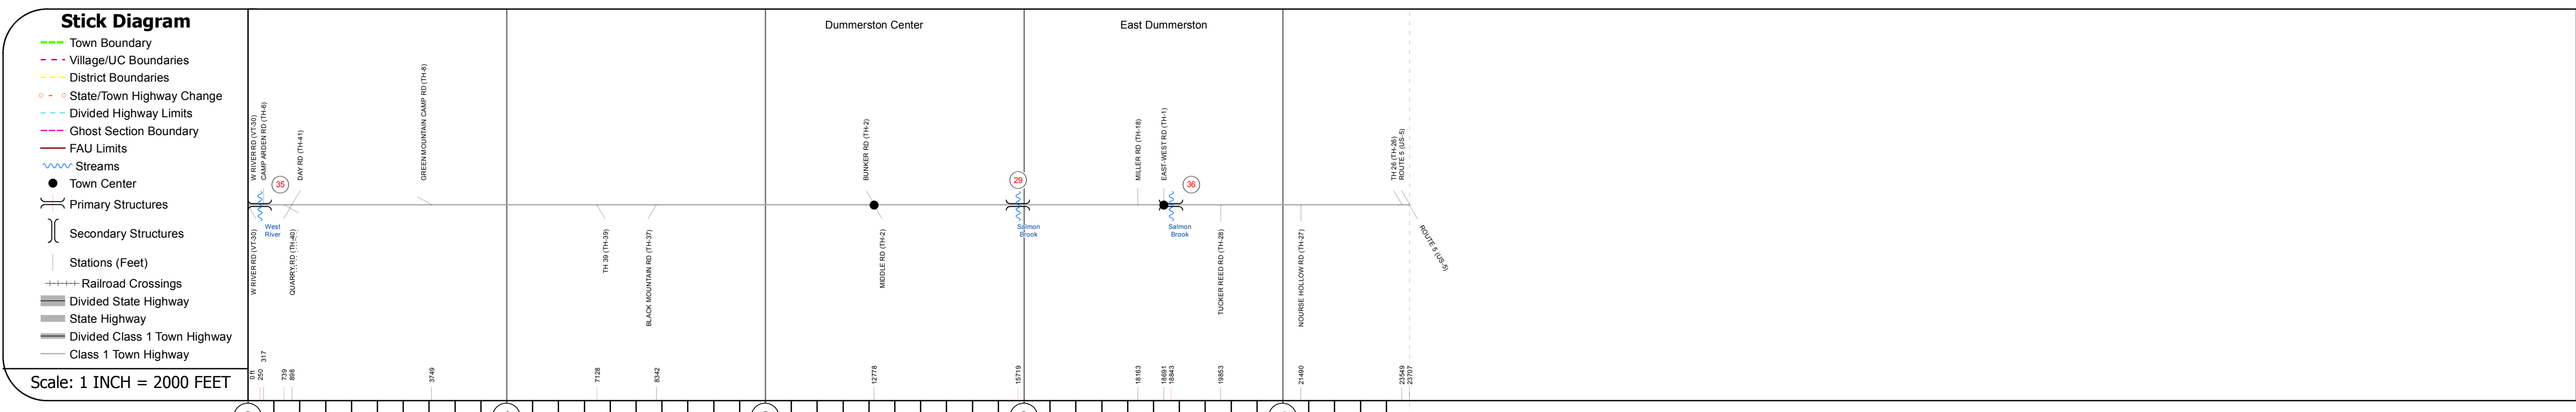 Stick Diagram
Town Boundary
Village/UC Boundaries
District Boundaries
State/Town Highway Change
Divided Highway Limits
Ghost Section Boundary
FAU Limits
Streams
Town Center
Primary Structures
Secondary Structures
Stations (Feet)
Railroad Crossings
Divided State Highway
State Highway
Divided Class 1 Town Highway
Class 1 Town Highway
Scale: 1 INCH = 2000 FEET
Dummerston Center
East Dummerston
W RIVER RD (VT-30)
CAMP ARDEN RD (TH-6)
DAY RD (TH-41)
GREEN MOUNTAIN CAMP RD (TH-8)
BUNKER RD (TH-2)
MILLER RD (TH-18)
EAST-WEST RD (TH-1)
TH 26 (TH-26)
ROUTE 5 (US-5)
35
29
36
West
River
Salmon
Brook
Salmon
Brook
W RIVER RD (VT-30)
QUARRY RD (TH-40)
TH 39 (TH-39)
BLACK MOUNTAIN RD (TH-37)
MIDDLE RD (TH-2)
TUCKER REED RD (TH-28)
NOURSE HOLLOW RD (TH-27)
ROUTE 5 (US-5)
0 ft
250
317
739
898
3749
7128
8342
12778
15719
18163
18691
18843
19853
21490
23549
23707